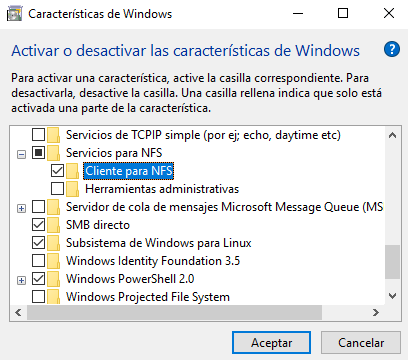 Características de Windows
Activar o desactivar las características de Windows
Para activar una característica, active la casilla correspondiente. Para
desactivarla, desactive la casilla. Una casilla rellena indica que solo está
activada una parte de la característica.
Servicios de TCPIP simple (por ej; echo, daytime etc)
Servicios para NFS
Cliente para NFS
Herramientas administrativas
Servidor de cola de mensajes Microsoft Message Queue (MS
SMB directo
Subsistema de Windows para Linux
Windows Identity Foundation 3.5
Windows PowerShell 2.0
Windows Projected File System
Aceptar
Cancelar